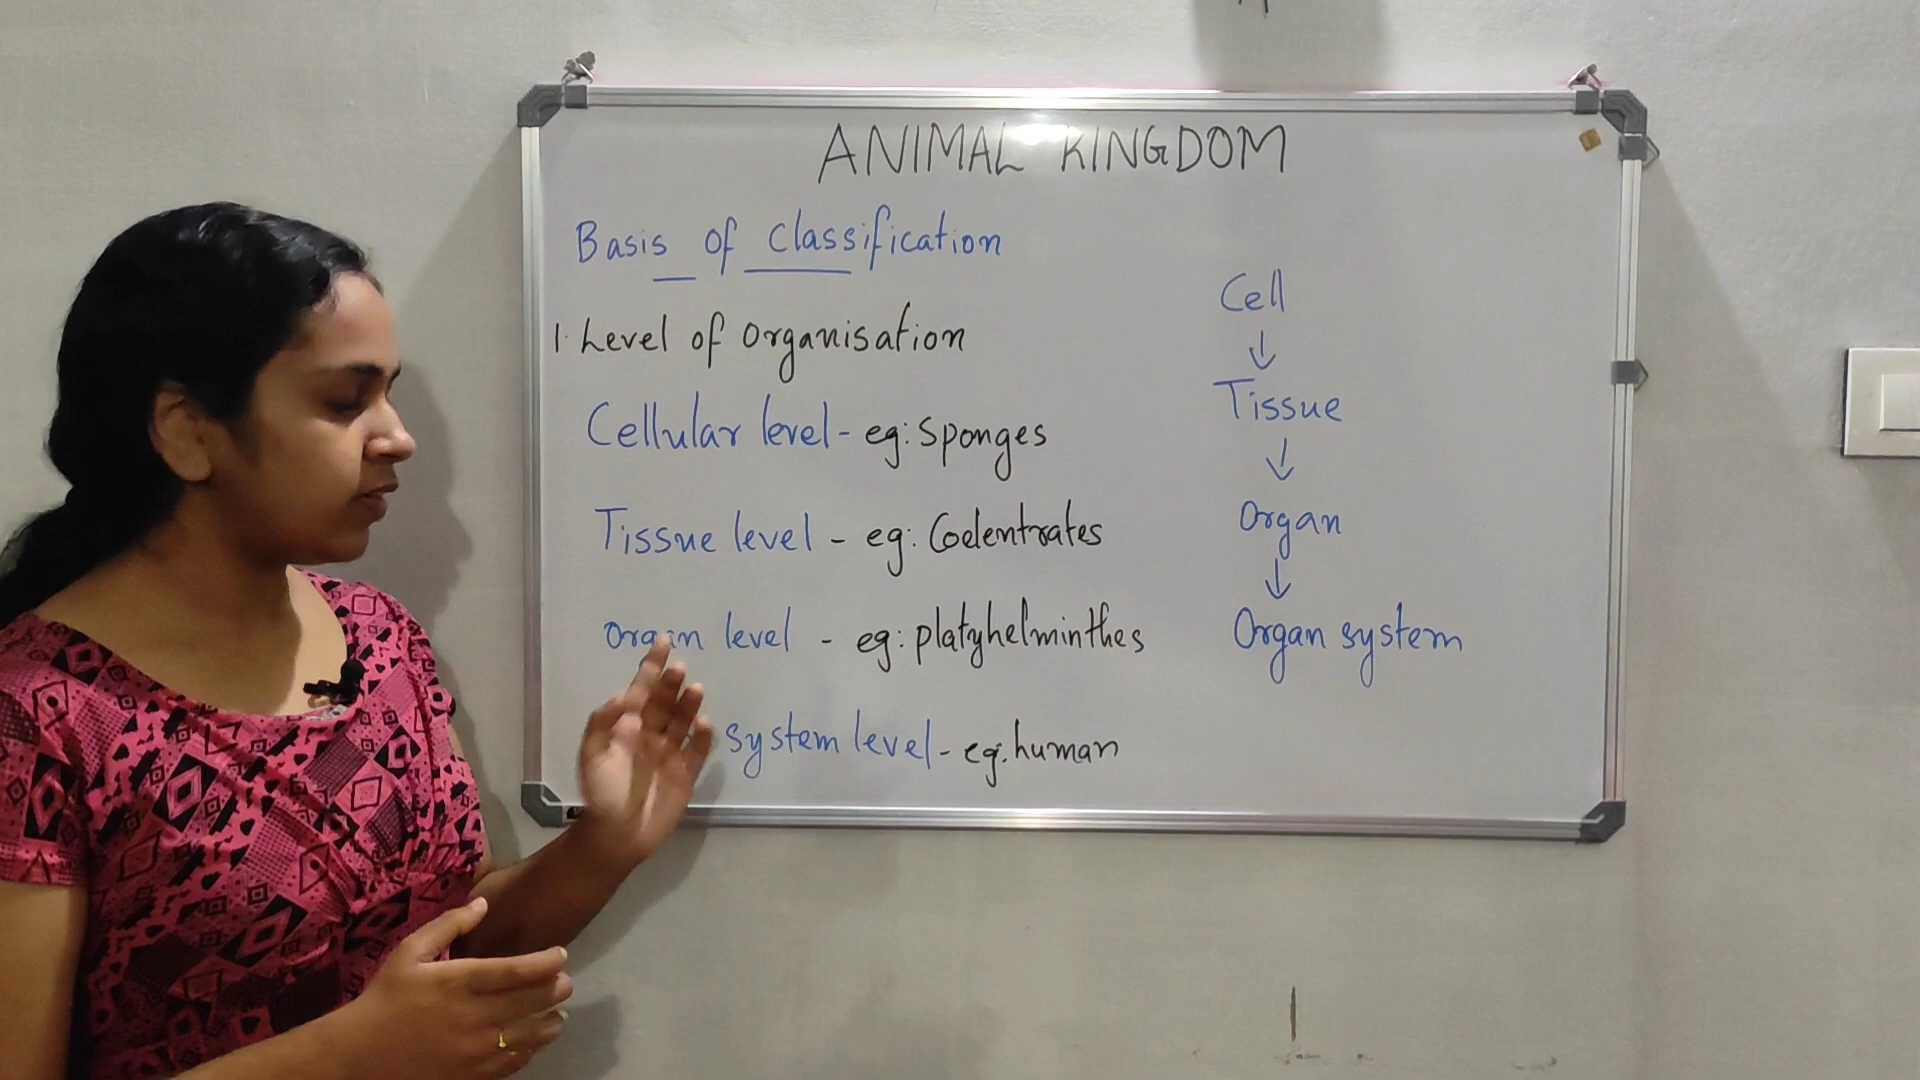 ANIMAL KINGDOM
Basis of classification
1. Level of organisation
Cellular level - eg: Sponges
Tissue level - eg: Coelentrates
Organ level - eg: platyhelminthes
system level - eg: human
Cell
↓
Tissue
↓
Organ
↓
Organ system